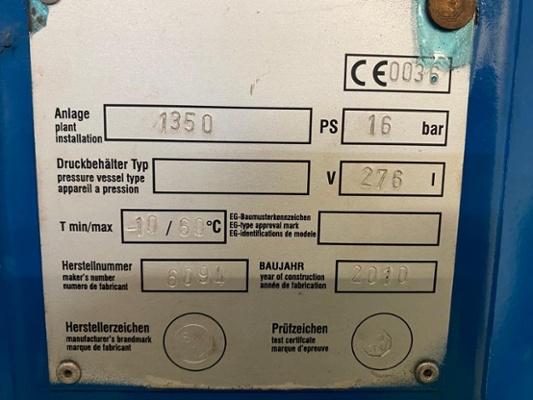 CE 0036
Anlage
plant
installation
1350
PS 16 bar
Druckbehälter Typ
pressure vessel type
appareil a pression
V 276 l
T min/max -10 / 60 °C
EG-Baumusterkennzeichen
EG-type approval mark
EG-identifications de modele
Herstellnummer
maker's number
numero de fabricant
6094
BAUJAHR
year of construction
année de fabrication
2010
Herstellerzeichen
manufacturer's brandmark
marque de fabricant
Prüfzeichen
test certifcate
marque d'epreuve